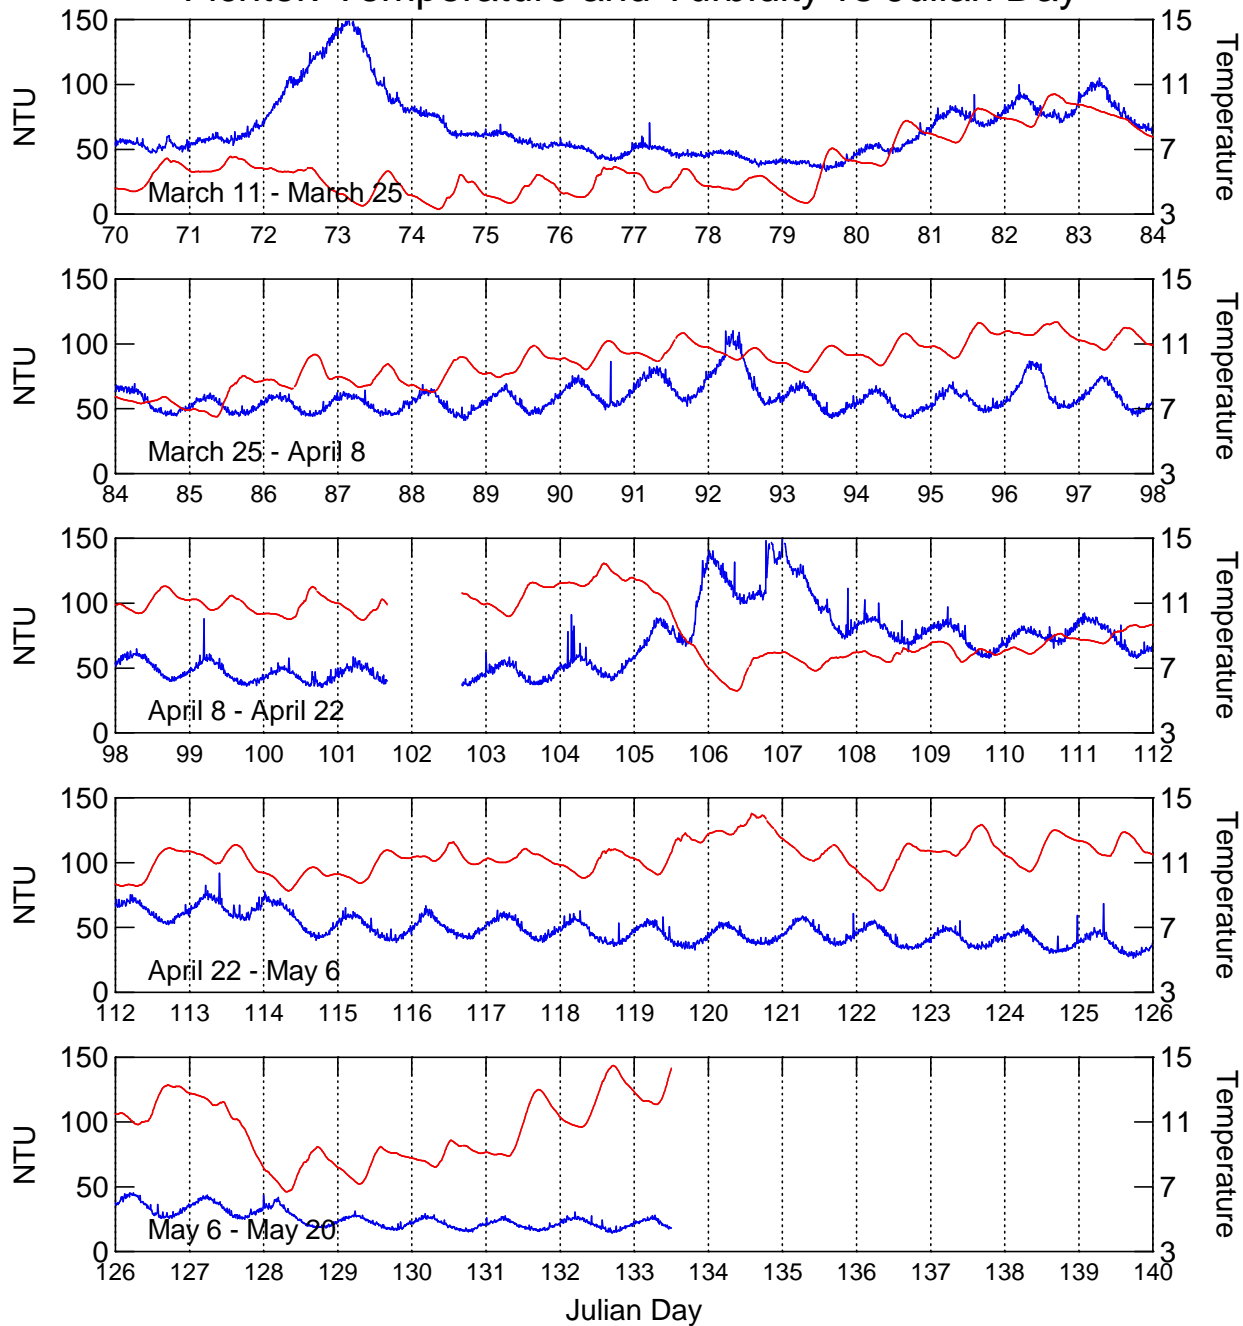 Temperature and Turbidity vs Julian Day
150 100 50 0
NTU
15 11 7 3
Temperature
March 11 - March 25
70 71 72 73 74 75 76 77 78 79 80 81 82 83 84
150 100 50 0
NTU
15 11 7 3
Temperature
March 25 - April 8
84 85 86 87 88 89 90 91 92 93 94 95 96 97 98
150 100 50 0
NTU
15 11 7 3
Temperature
April 8 - April 22
98 99 100 101 102 103 104 105 106 107 108 109 110 111 112
150 100 50 0
NTU
15 11 7 3
Temperature
April 22 - May 6
112 113 114 115 116 117 118 119 120 121 122 123 124 125 126
150 100 50 0
NTU
15 11 7 3
Temperature
May 6 - May 20
126 127 128 129 130 131 132 133 134 135 136 137 138 139 140
Julian Day